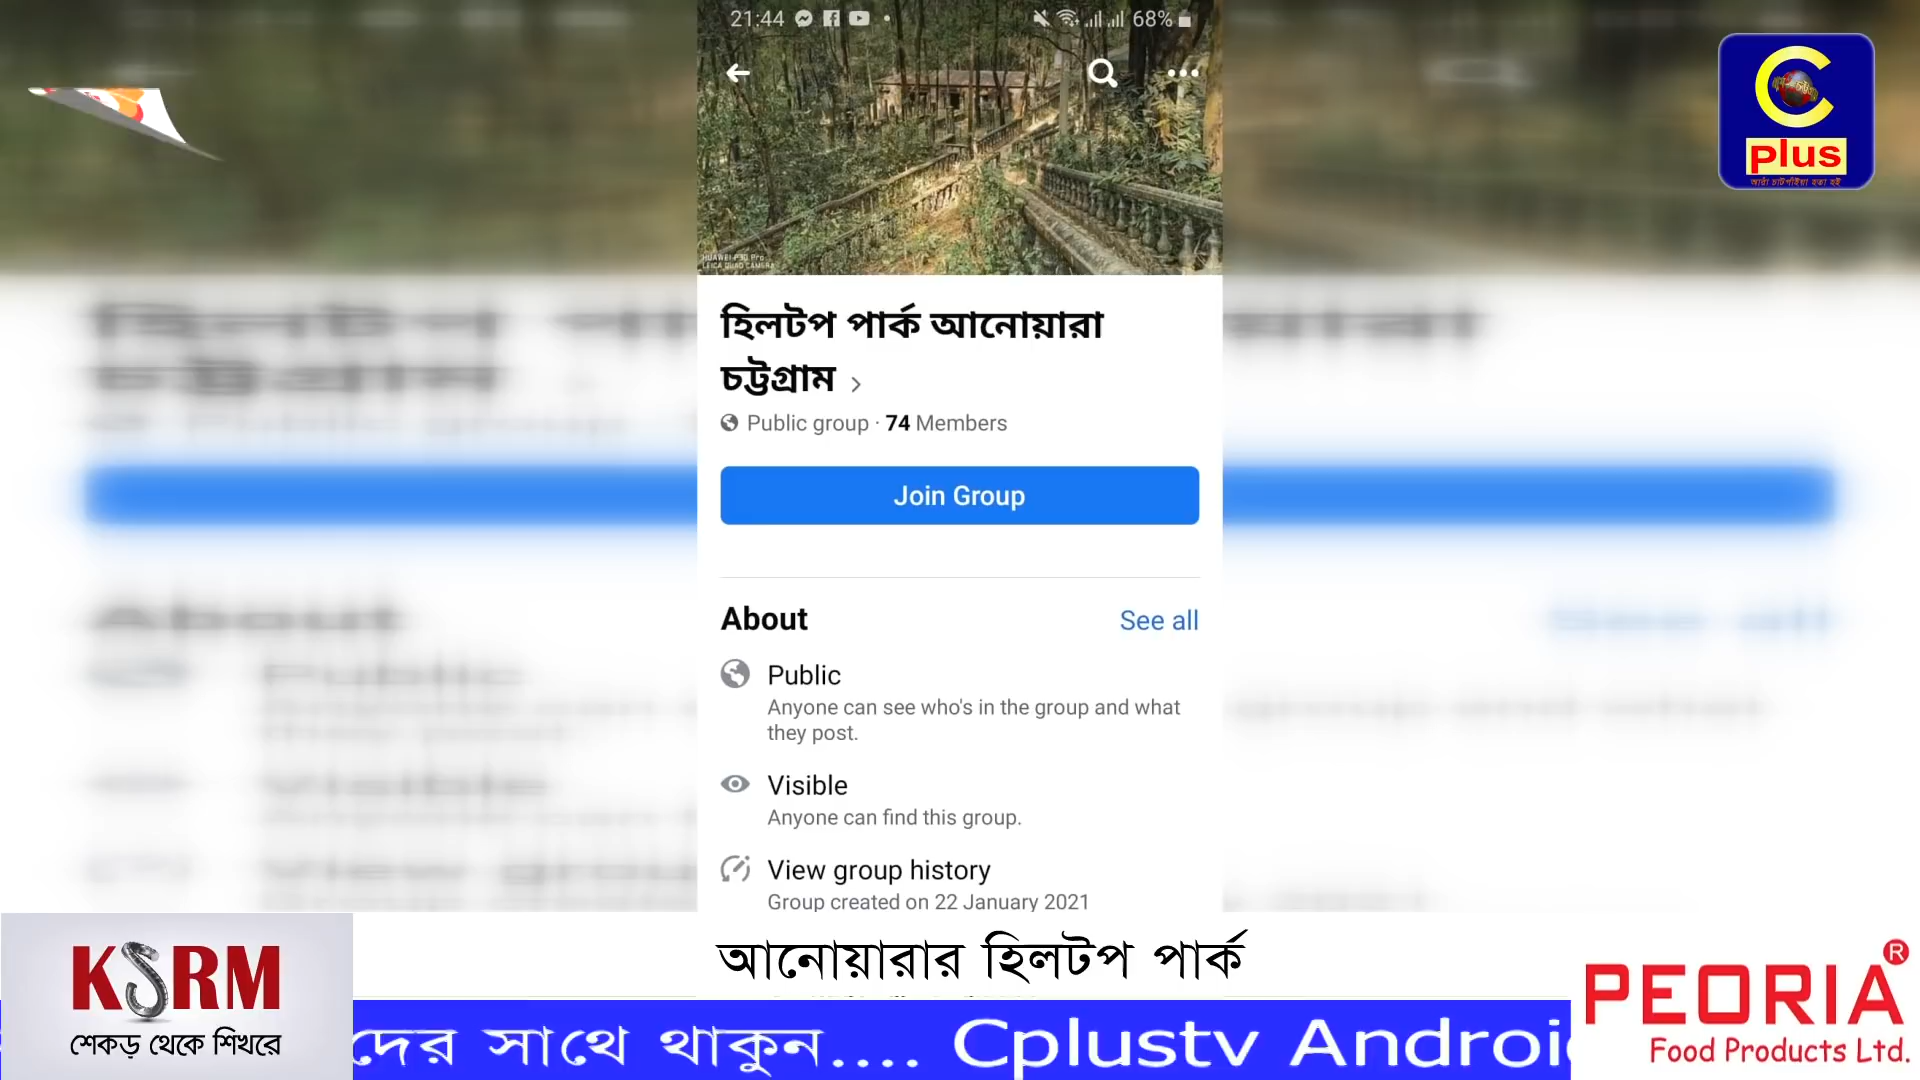 21:44
68%
C
plus
HUAWEI P30 Pro
LEICA QUAD CAMERA
হিলটপ পার্ক আনোয়ারা
চট্টগ্রাম
Public group · 74 Members
Join Group
About
See all
Public
Anyone can see who's in the group and what
they post.
Visible
Anyone can find this group.
View group history
Group created on 22 January 2021
আনোয়ারার হিলটপ পার্ক
KSRM
শেকড় থেকে শিখরে
দের সাথে থাকুন.... Cplustv Androi
PEORIA®
Food Products Ltd.